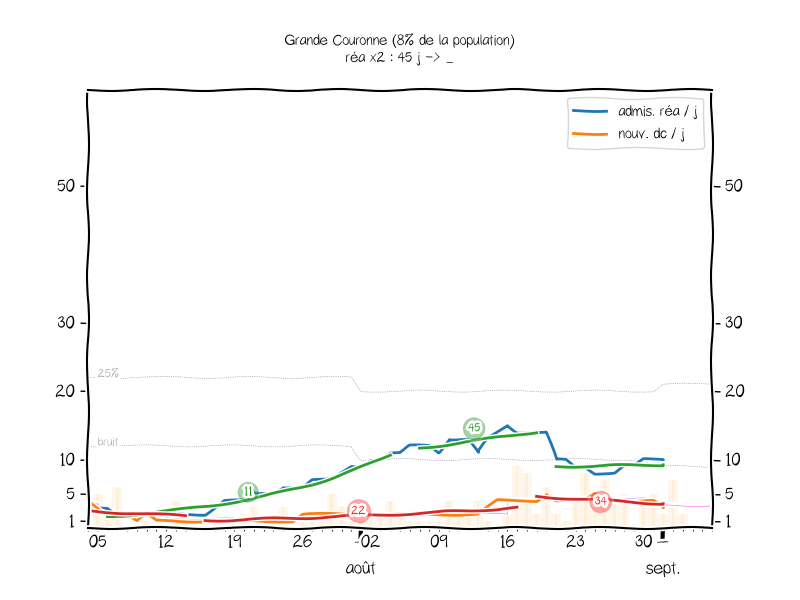 Grande Couronne (8% de la population)
réa x2 : 45 j -> _
admis. réa / j
nouv. dc / j
50
50
30
30
25%
20
20
45
bruit
10
10
11
5
5
34
22
1
1
05 12 19 26 02 09 16 23 30
août sept.